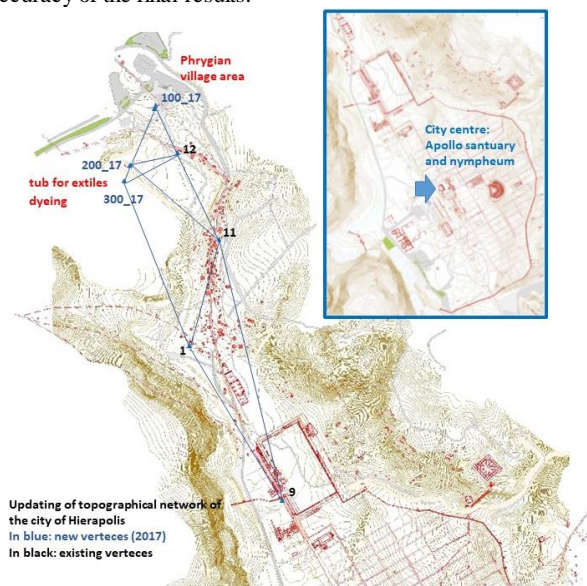 ccuracy of the final results.
Phrygian
village area
100_17
12
200_17
tub for extiles
dyeing
300_17
11
1
9
City centre:
Apollo santuary
and nympheum
Updating of topographical network of
the city of Hierapolis
In blue: new verteces (2017)
In black: existing verteces